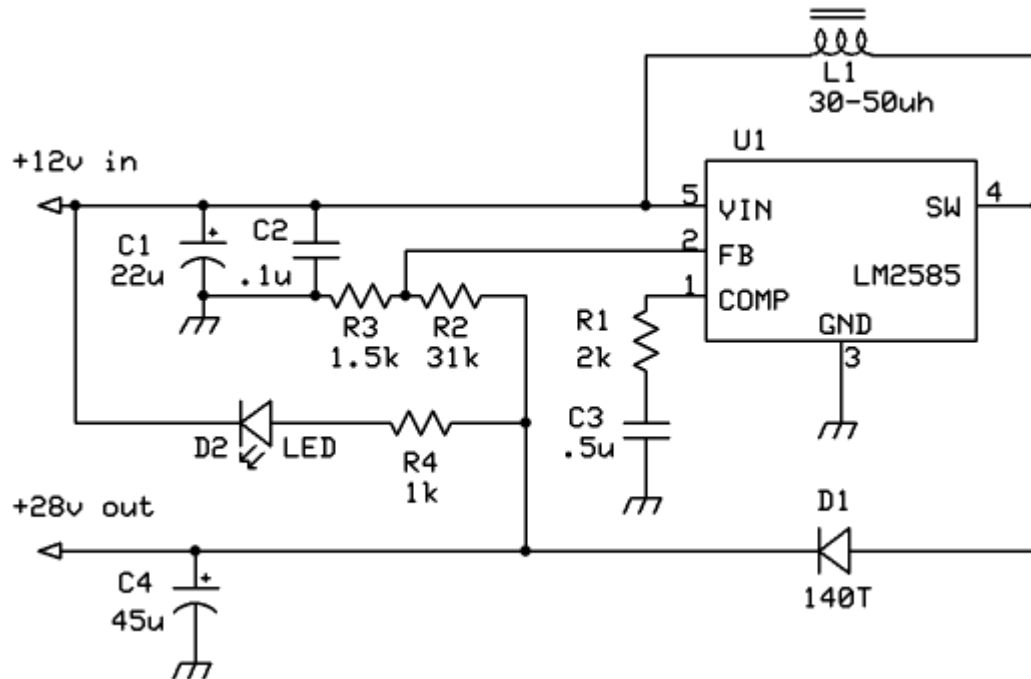 L1
30-50uh
U1
+12v in
5
VIN
SW
4
C1
22u
+
C2
.1u
2
FB
LM2585
1
COMP
GND
3
R3
1.5k
R2
31k
R1
2k
C3
.5u
D2
LED
R4
1k
+28v out
D1
140T
C4
45u
+